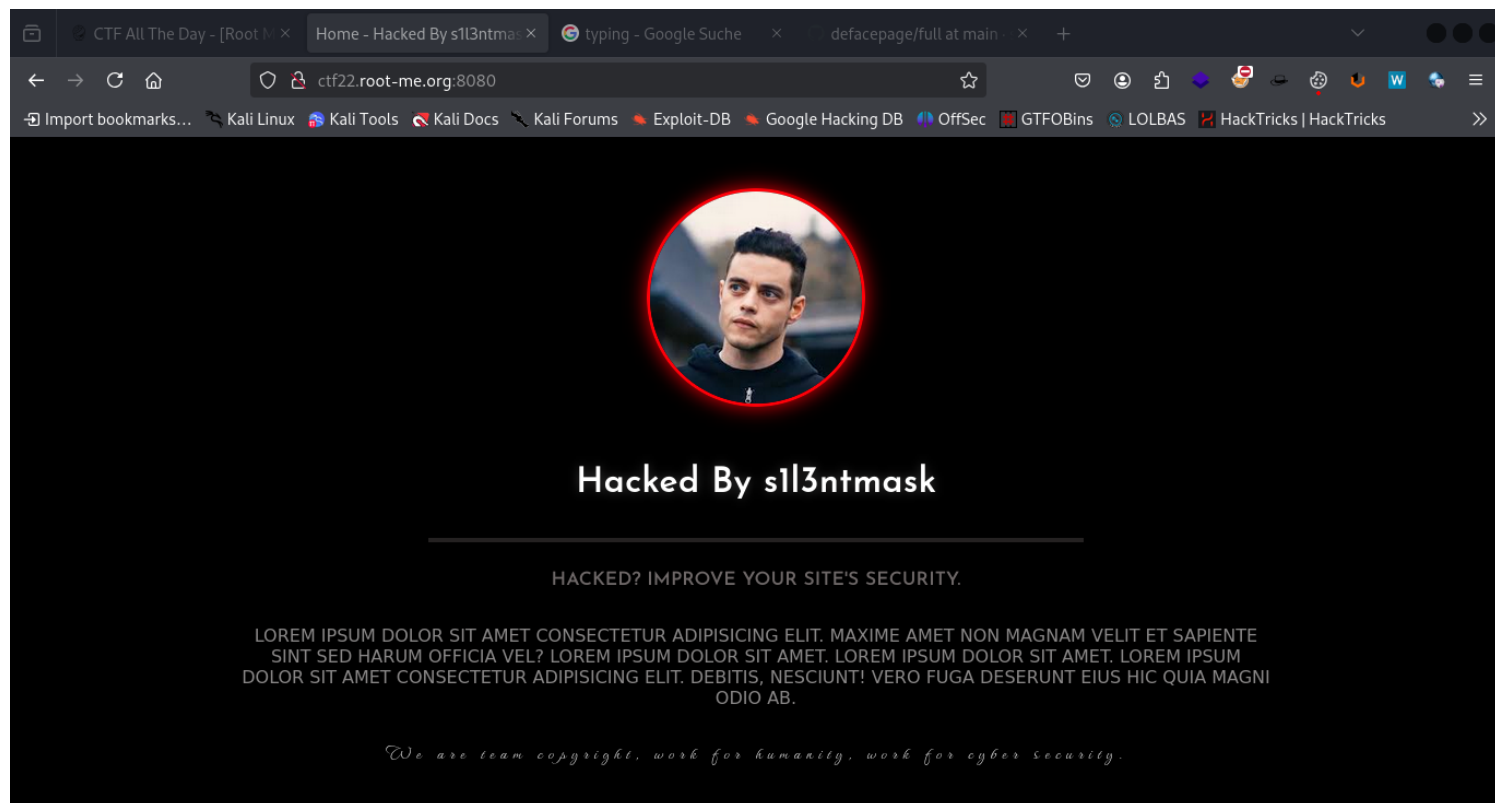 CTF All The Day - [Root M
Home - Hacked By s1l3ntmas
typing - Google Suche
defacepage/full at main ·
ctf22.root-me.org:8080
Import bookmarks... Kali Linux Kali Tools Kali Docs Kali Forums Exploit-DB Google Hacking DB OffSec GTFOBins LOLBAS HackTricks | HackTricks
Hacked By s1l3ntmask
HACKED? IMPROVE YOUR SITE'S SECURITY.
LOREM IPSUM DOLOR SIT AMET CONSECTETUR ADIPISICING ELIT. MAXIME AMET NON MAGNAM VELIT ET SAPIENTE
SINT SED HARUM OFFICIA VEL? LOREM IPSUM DOLOR SIT AMET. LOREM IPSUM DOLOR SIT AMET. LOREM IPSUM
DOLOR SIT AMET CONSECTETUR ADIPISICING ELIT. DEBITIS, NESCIUNT! VERO FUGA DESERUNT EIUS HIC QUIA MAGNI
ODIO AB.
We are team copyright, work for humanity, work for cyber security.